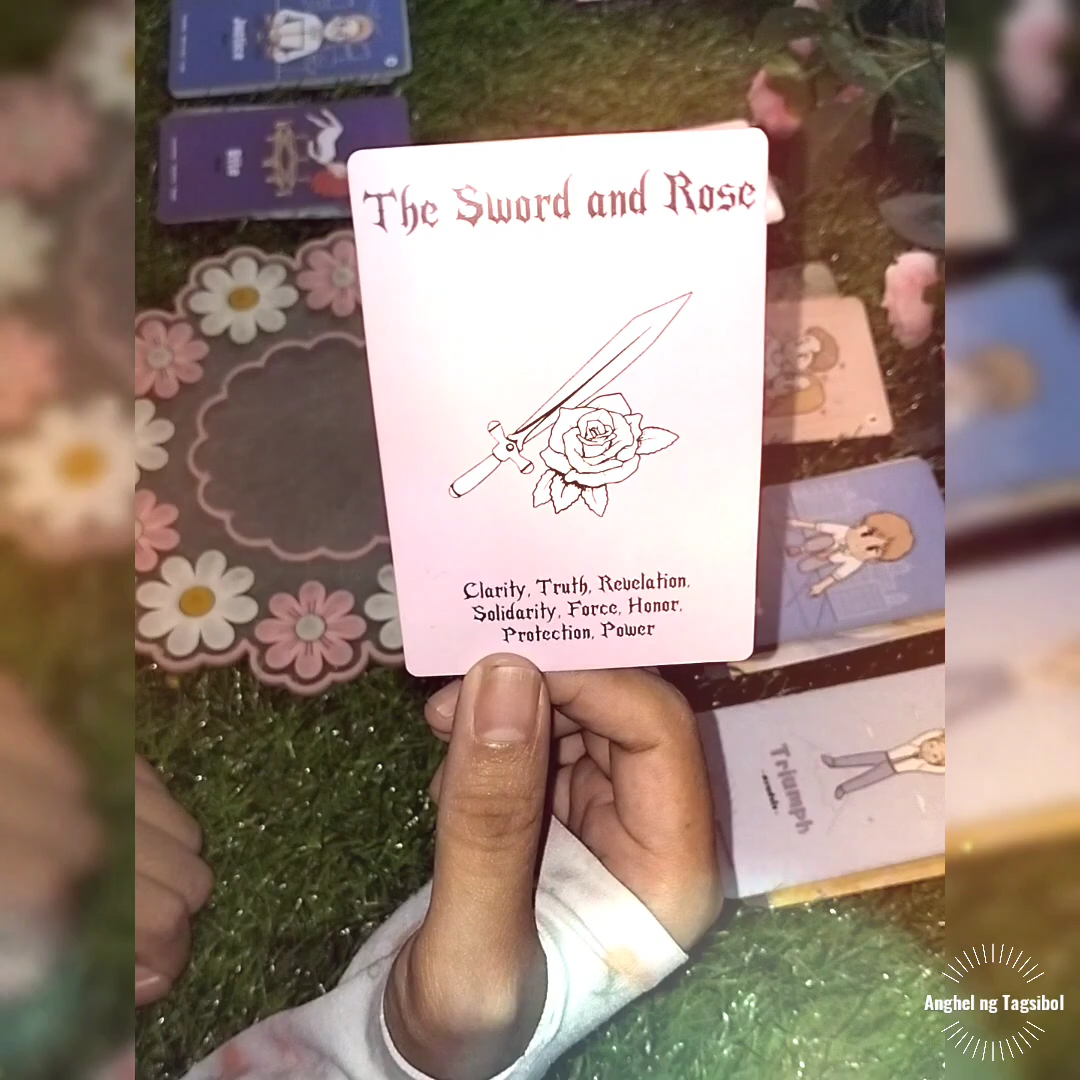 Justice
The Sword and Rose
Clarity, Truth, Revelation,
Solidarity, Force, Honor,
Protection, Power
Triumph
Anghel ng Tagsibol